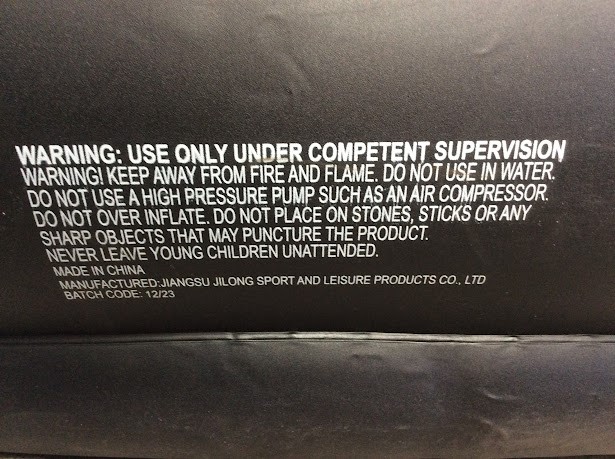 WARNING: USE ONLY UNDER COMPETENT SUPERVISION
WARNING! KEEP AWAY FROM FIRE AND FLAME. DO NOT USE IN WATER.
DO NOT USE A HIGH PRESSURE PUMP SUCH AS AN AIR COMPRESSOR.
DO NOT OVER INFLATE. DO NOT PLACE ON STONES, STICKS OR ANY
SHARP OBJECTS THAT MAY PUNCTURE THE PRODUCT.
NEVER LEAVE YOUNG CHILDREN UNATTENDED.
MADE IN CHINA
MANUFACTURED:JIANGSU JILONG SPORT AND LEISURE PRODUCTS CO., LTD
BATCH CODE: 12/23